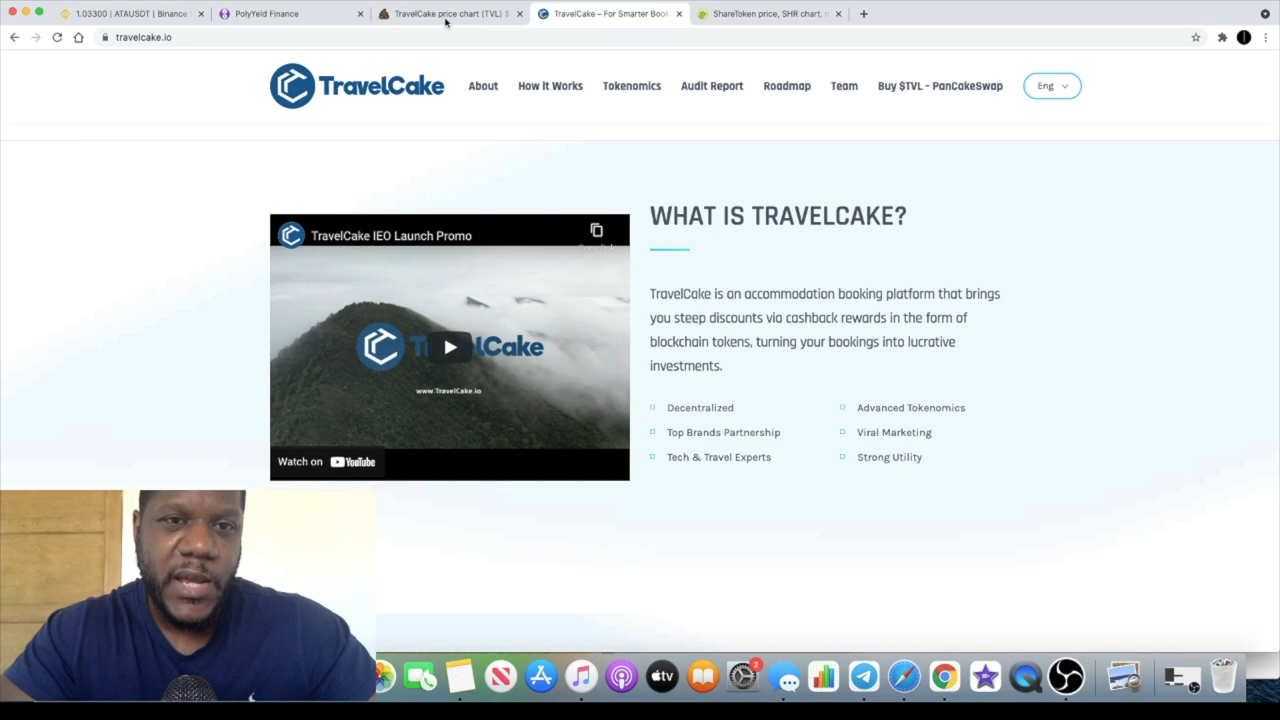 1.03300 | ATAUSDT | Binance
PolyYeld Finance
TravelCake price chart (TVL) $
TravelCake – For Smarter Book
ShareToken price, SHR chart,
travelcake.io
TravelCake
About
How it Works
Tokenomics
Audit Report
Roadmap
Team
Buy $TVL – PanCakeSwap
Eng
TravelCake IEO Launch Promo
Copy link
TravelCake
www.TravelCake.io
Watch on YouTube
WHAT IS TRAVELCAKE?
TravelCake is an accommodation booking platform that brings
you steep discounts via cashback rewards in the form of
blockchain tokens, turning your bookings into lucrative
investments.
Decentralized
Advanced Tokenomics
Top Brands Partnership
Viral Marketing
Tech & Travel Experts
Strong Utility
tv
2